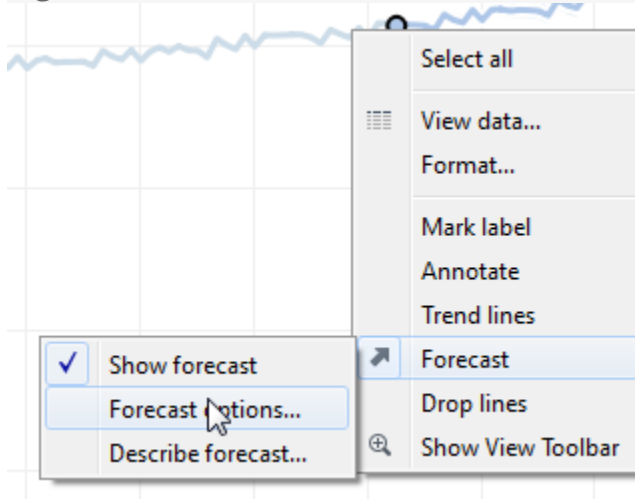 Select all
View data...
Format...
Mark label
Annotate
Trend lines
Forecast
Drop lines
Show View Toolbar
Show forecast
Forecast options...
Describe forecast...